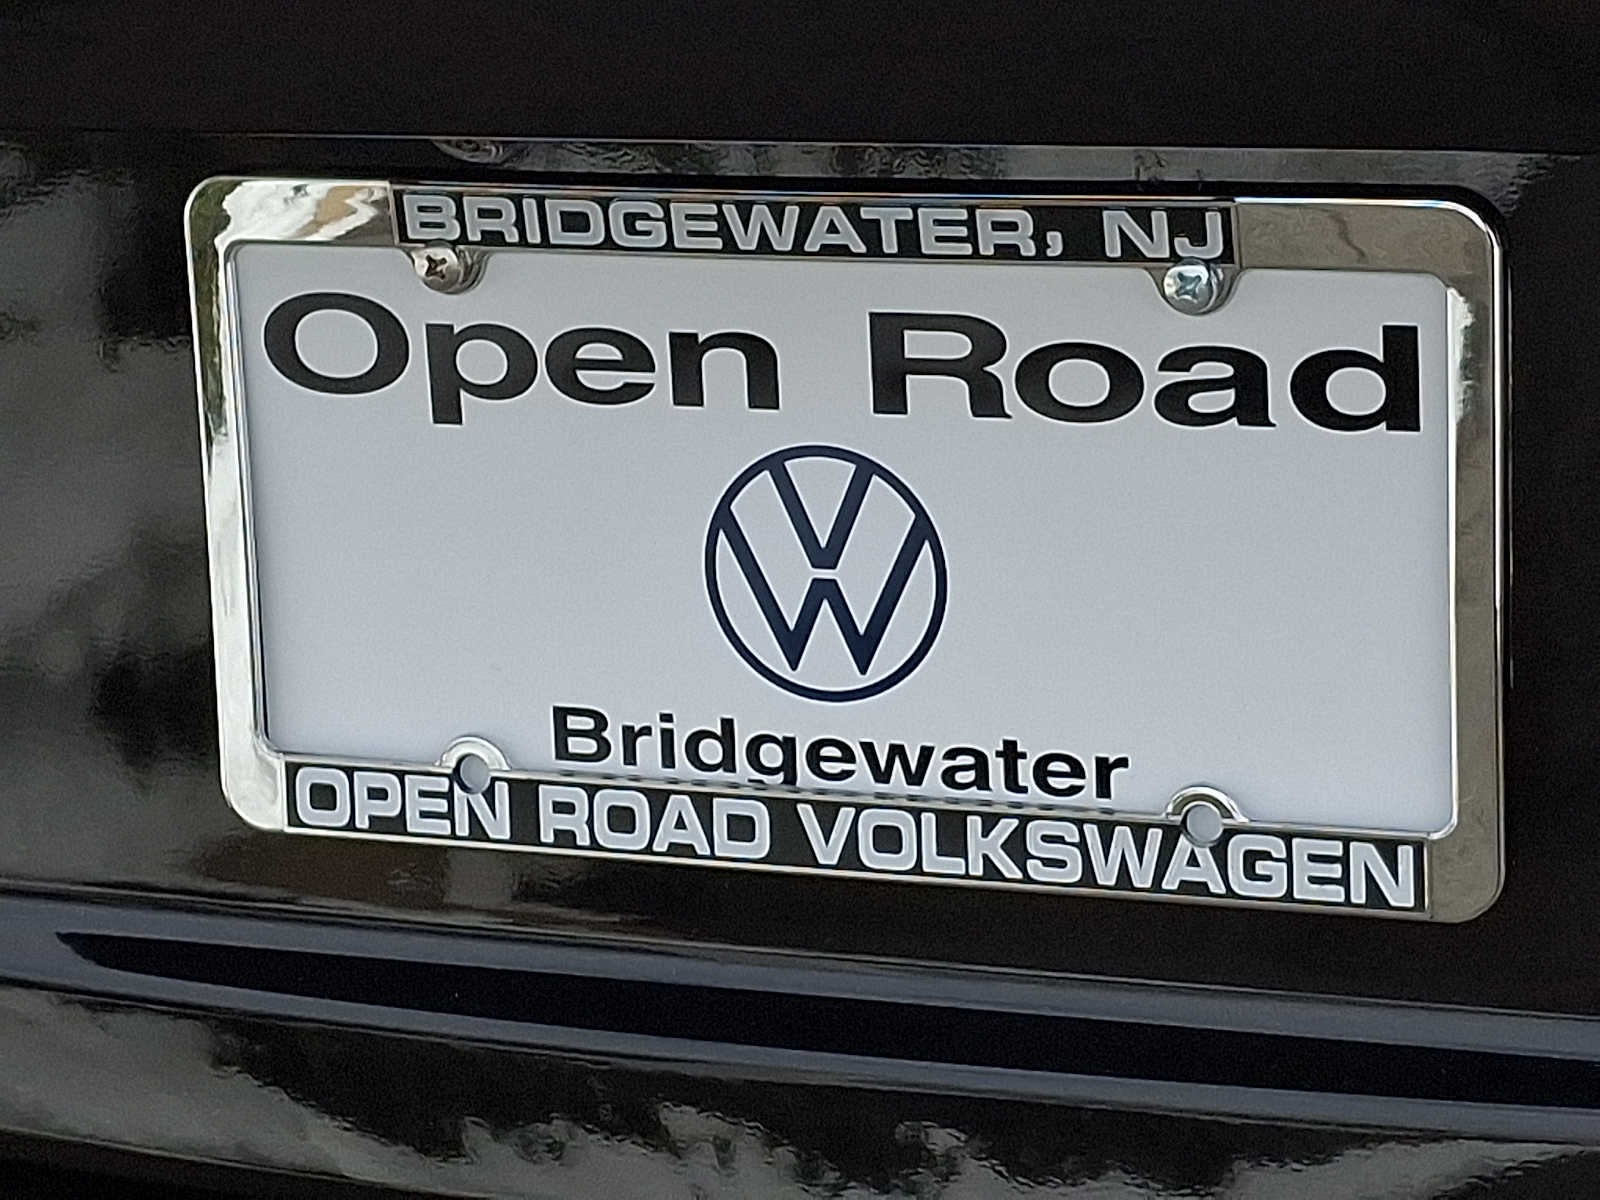 BRIDGEWATER, NJ
Open Road
Bridgewater
OPEN ROAD VOLKSWAGEN